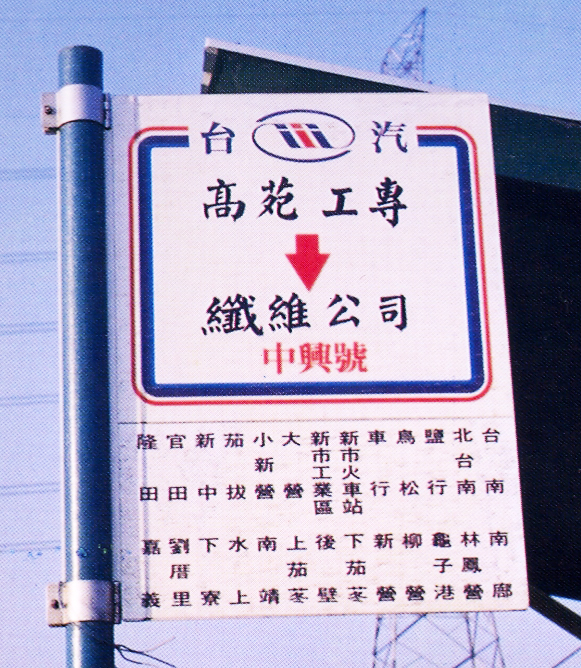 台 汽
高苑工專
纖維公司
中興號
台南
北台南
鹽行
鳥松
車行
新市火車站
新市工業區
大營
小新營
茄拔
新中
官田
隆田
南廍
林鳳營
龜子港
柳營
新營
下茄苳
後壁
上茄苳
南靖
水上
下寮
劉厝里
嘉義